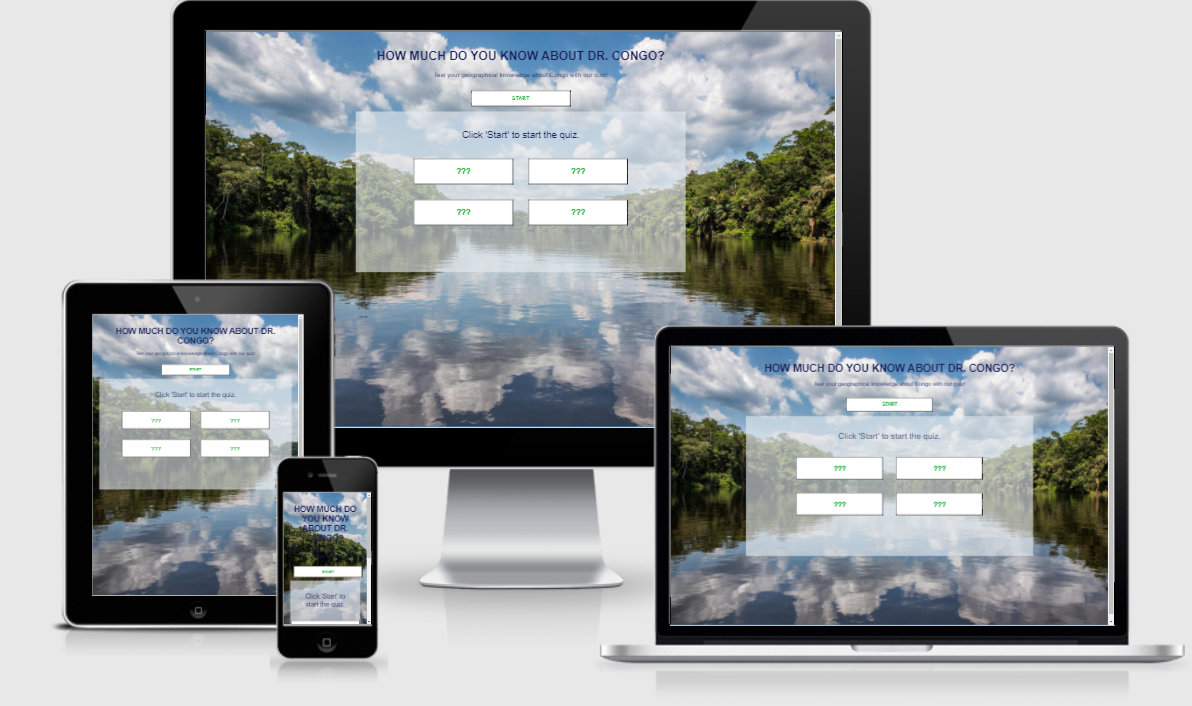 HOW MUCH DO YOU KNOW ABOUT DR. CONGO?
Test your geographical knowledge about Congo with our quiz!
START
Click 'Start' to start the quiz.
??? ???
??? ???
HOW MUCH DO YOU KNOW ABOUT DR.
CONGO?
Test your geographical knowledge about Congo with our quiz!
START
Click 'Start' to start the quiz.
??? ???
??? ???
HOW MUCH DO
YOU KNOW
ABOUT DR.
CONGO?
START
Click 'Start' to
start the quiz.
HOW MUCH DO YOU KNOW ABOUT DR. CONGO?
Test your geographical knowledge about Congo with our quiz!
START
Click 'Start' to start the quiz.
??? ???
??? ???